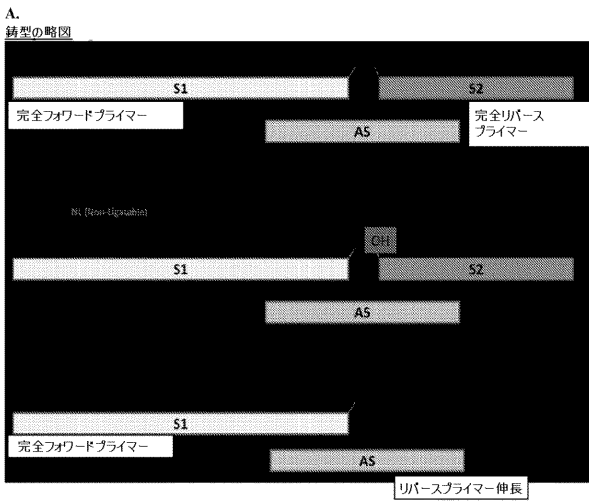 A.
鋳型の略図
S1
S2
完全フォワードプライマー
AS
完全リバース
プライマー
NL (Non-Ligatable)
OH
S1
S2
AS
S1
完全フワードプライマー
AS
リバースプライマー伸長